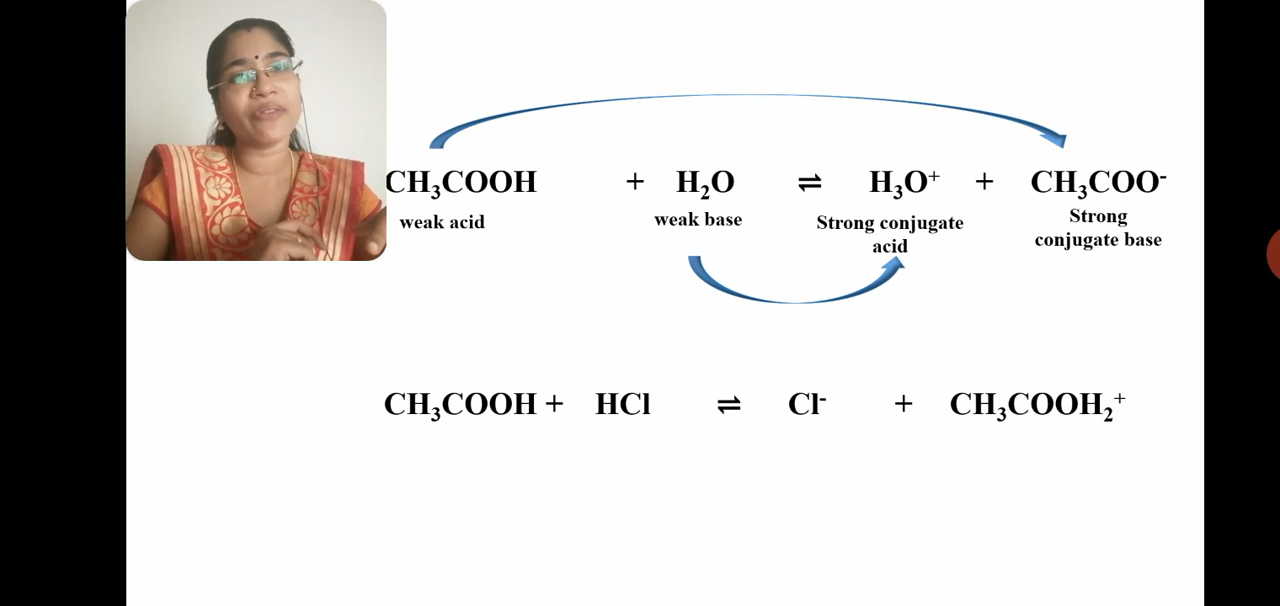 CH₃COOH + H₂O ⇌ H₃O⁺ + CH₃COO⁻
weak acid weak base Strong conjugate acid Strong conjugate base
CH₃COOH + HCl ⇌ Cl⁻ + CH₃COOH₂⁺